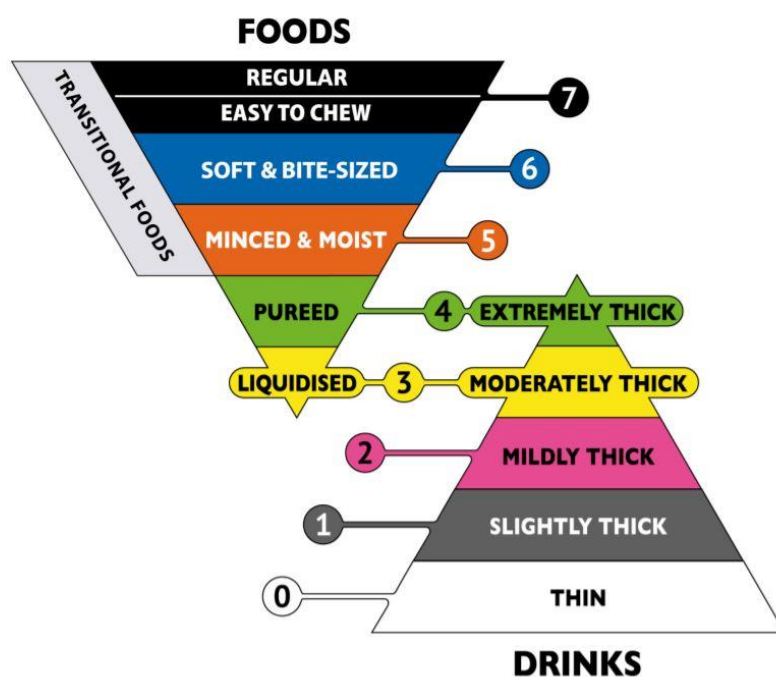 FOODS
TRANSITIONAL FOODS
REGULAR
7
EASY TO CHEW
SOFT & BITE-SIZED
6
MINCED & MOIST
5
PUREED
4
EXTREMELY THICK
LIQUIDISED
3
MODERATELY THICK
2
MILDLY THICK
1
SLIGHTLY THICK
0
THIN
DRINKS